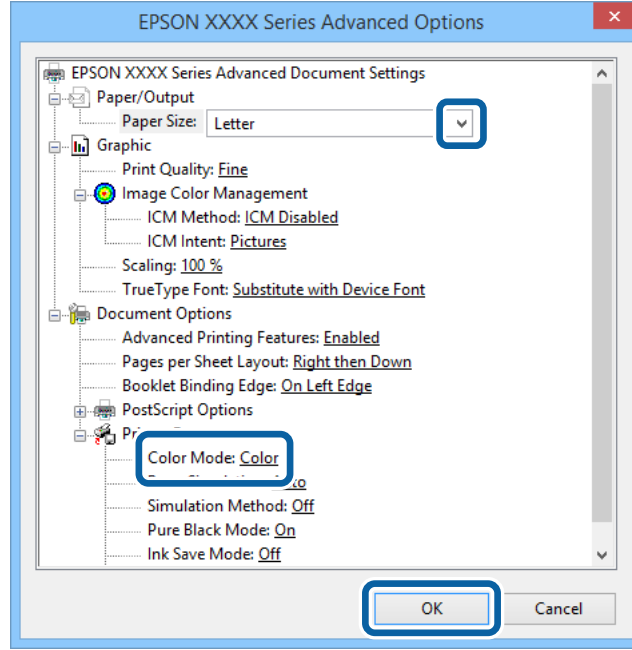 EPSON XXXX Series Advanced Options
EPSON XXXX Series Advanced Document Settings
Paper/Output
Paper Size: Letter
Graphic
Print Quality: Fine
Image Color Management
ICM Method: ICM Disabled
ICM Intent: Pictures
Scaling: 100 %
TrueType Font: Substitute with Device Font
Document Options
Advanced Printing Features: Enabled
Pages per Sheet Layout: Right then Down
Booklet Binding Edge: On Left Edge
PostScript Options
Color Mode: Color
Simulation Method: Off
Pure Black Mode: On
Ink Save Mode: Off
OK Cancel